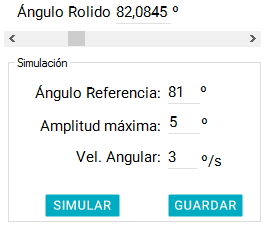 Ángulo Rolido 82,0845 º
Simulación
Ángulo Referencia: 81 º
Amplitud máxima: 5 º
Vel. Angular: 3 º/s
SIMULAR GUARDAR